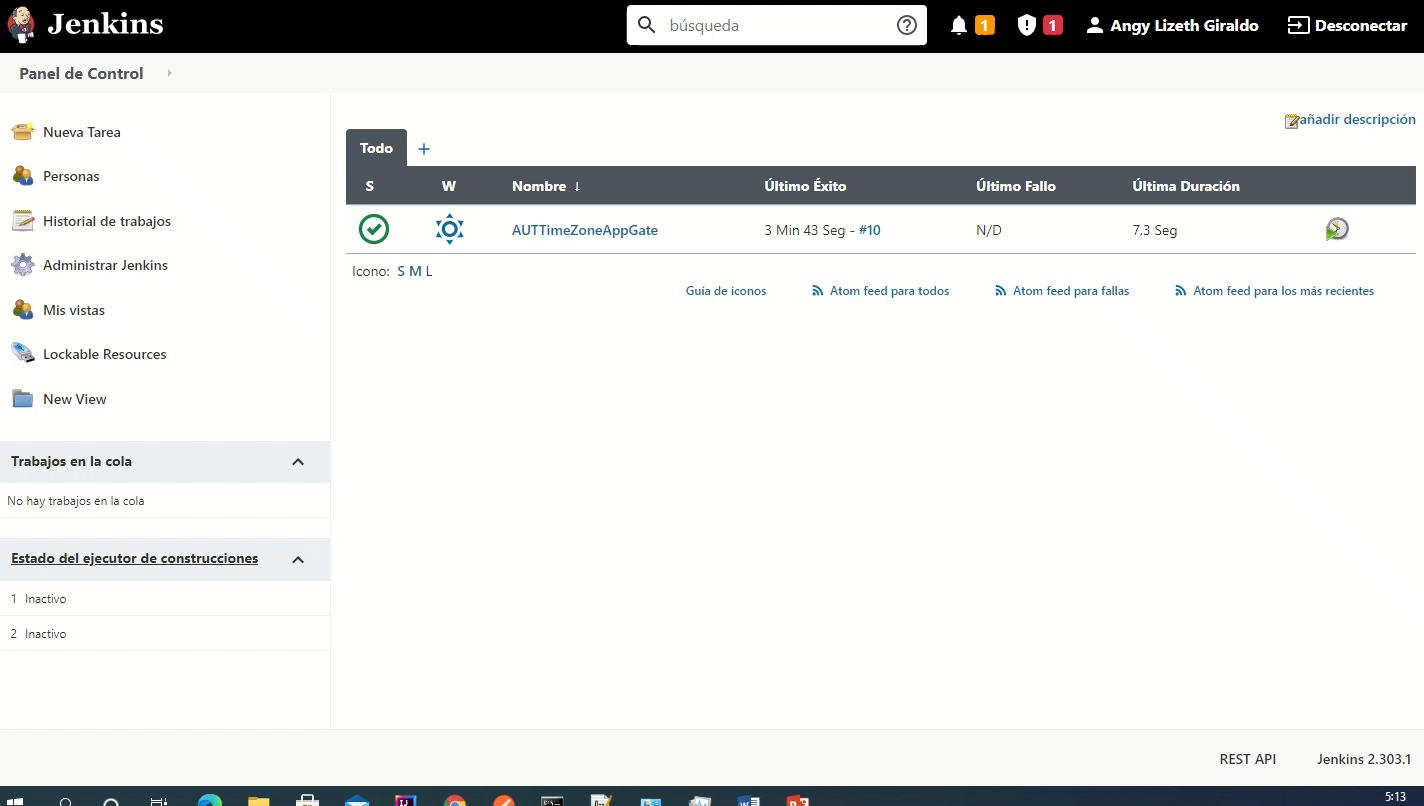 Jenkins
búsqueda
1
1
Angy Lizeth Giraldo
Desconectar
Panel de Control
Nueva Tarea
Personas
Historial de trabajos
Administrar Jenkins
Mis vistas
Lockable Resources
New View
Trabajos en la cola
No hay trabajos en la cola
Estado del ejecutor de construcciones
1 Inactivo
2 Inactivo
añadir descripción
Todo +
S W Nombre ↓ Último Éxito Último Fallo Última Duración
AUTTimeZoneAppGate 3 Min 43 Seg - #10 N/D 7,3 Seg
Icono: S M L
Guía de iconos Atom feed para todos Atom feed para fallas Atom feed para los más recientes
REST API Jenkins 2.303.1
5:13